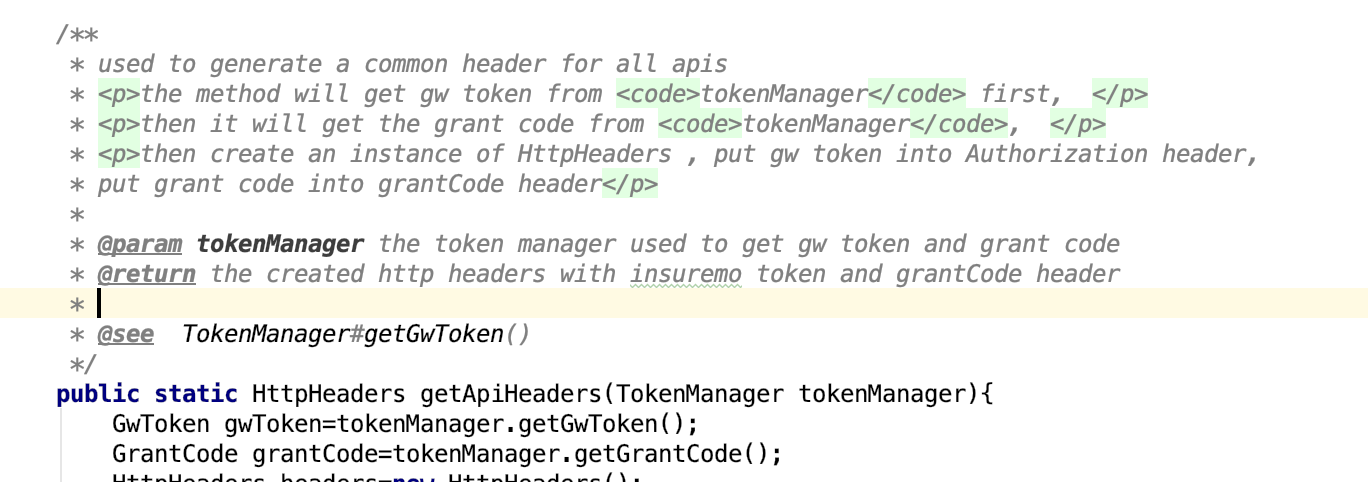 /**
* used to generate a common header for all apis
* <p>the method will get gw token from <code>tokenManager</code> first,  </p>
* <p>then it will get the grant code from <code>tokenManager</code>,  </p>
* <p>then create an instance of HttpHeaders , put gw token into Authorization header,
* put grant code into grantCode header</p>
*
* @param tokenManager the token manager used to get gw token and grant code
* @return the created http headers with insuremo token and grantCode header
*
* @see  TokenManager#getGwToken()
*/
public static HttpHeaders getApiHeaders(TokenManager tokenManager){
GwToken gwToken=tokenManager.getGwToken();
GrantCode grantCode=tokenManager.getGrantCode();
HttpHeaders headers=new HttpHeaders();